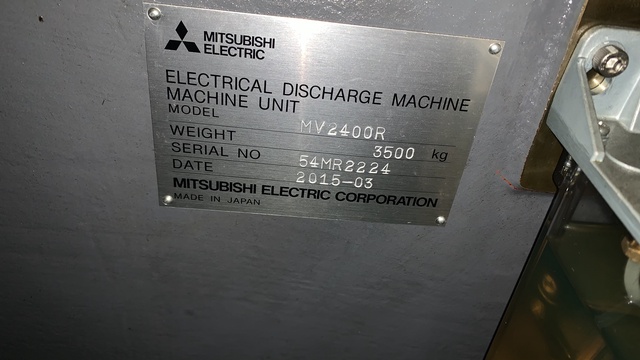 MITSUBISHI
ELECTRIC
ELECTRICAL DISCHARGE MACHINE
MACHINE UNIT
MODEL MV2400R
WEIGHT 3500 kg
SERIAL NO 54MR2224
DATE 2015-03
MITSUBISHI ELECTRIC CORPORATION
MADE IN JAPAN